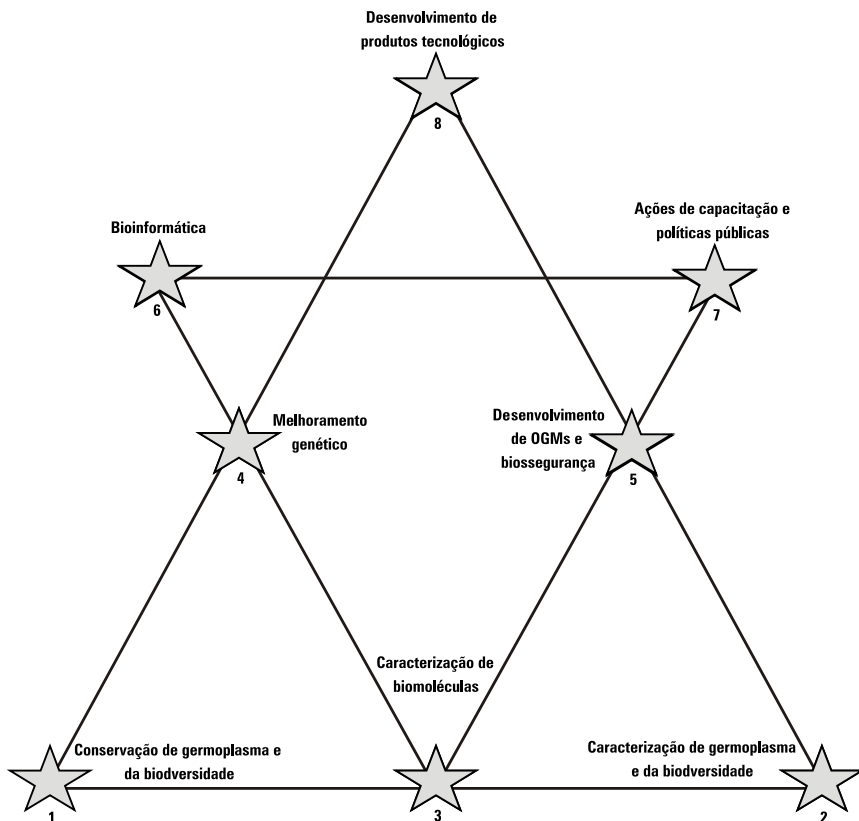 Desenvolvimento de
produtos tecnológicos
8
Bioinformática
6
Ações de capacitação e
políticas públicas
7
Melhoramento
genético
4
Desenvolvimento
de OGMs e
biossegurança
5
Caracterização de
biomoléculas
Conservação de germoplasma e
da biodversidade
1
3
Caracterização de germoplasma
e da biodversidade
2